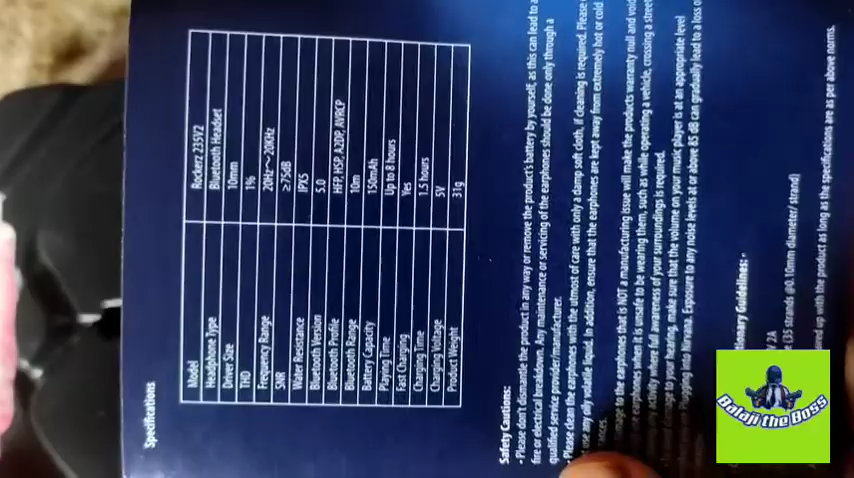 Specifications
Model Rockerz 235V2
Headphone Type Bluetooth Headset
Driver Size 10mm
THD 1%
Frequency Range 20Hz~20KHz
SNR ≥75dB
Water Resistance IPX5
Bluetooth Version 5.0
Bluetooth Profile HFP, HSP, A2DP, AVRCP
Bluetooth Range 10m
Battery Capacity 150mAh
Playing Time Up to 8 hours
Fast Charging Yes
Charging Time 1.5 hours
Charging Voltage 5V
Product Weight 31g
Safety Cautions:
- Please don't dismantle the product in any way or remove the product's battery by yourself, as this can lead to a
fire or electrical breakdown. Any maintenance or servicing of the earphones should be done only through a
qualified service provider/manufacturer.
- Please clean the earphones with the utmost of care with only a damp soft cloth, if cleaning is required. Please
use any oily volatile liquid. In addition, ensure that the earphones are kept away from extremely hot or cold
to the earphones that is NOT a manufacturing issue will make the products warranty null and void
earphones when it is unsafe to be wearing them, such as while operating a vehicle, crossing a street
activity where full awareness of your surroundings is required.
to your hearing, make sure that the volume on your music player is at an appropriate level
plugging into Nirvana. Exposure to any noise levels at or above 85 dB can gradually lead to a loss o
Guidelines: -
/ 2A
(35 strands @0.10mm diameter/ strand)
up with the product as long as the specifications are as per above norms.
Balaji the Boss